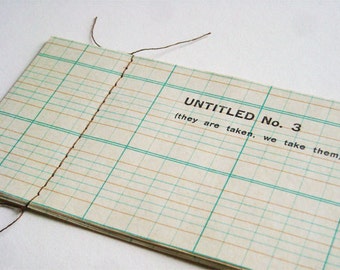 UNTITLED No. 3
(they are taken, we take them